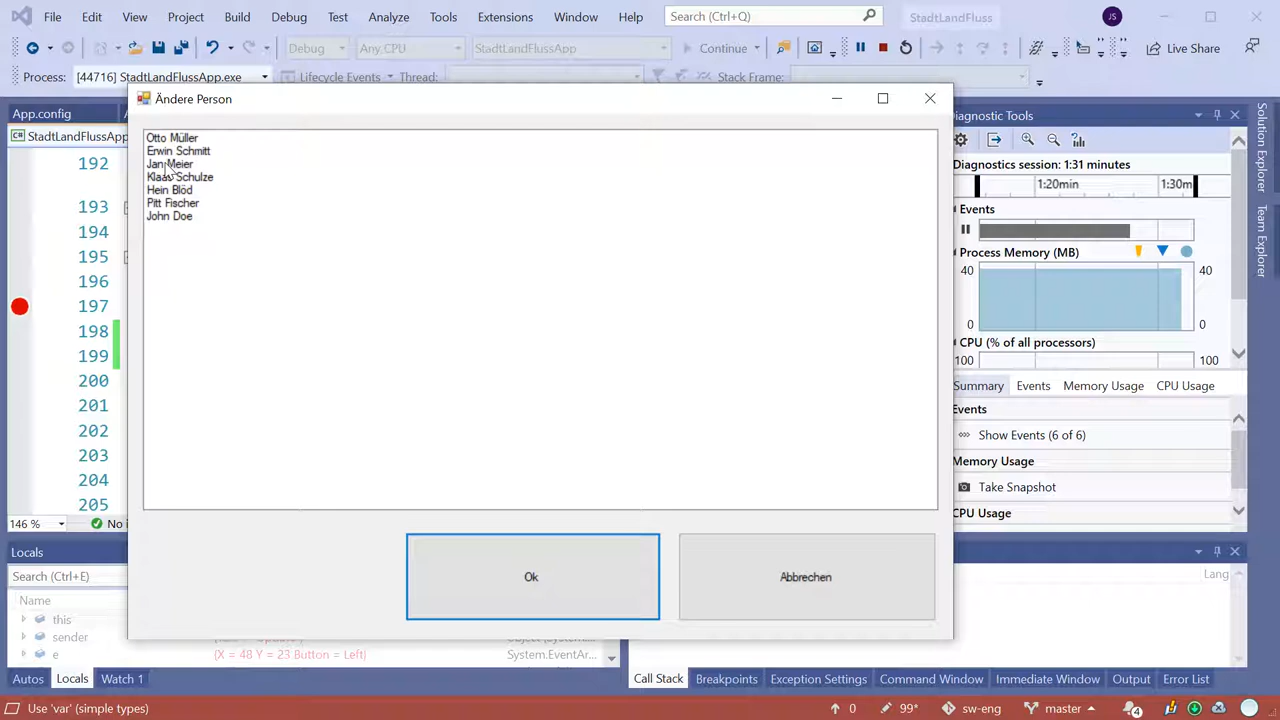 File Edit View Project Build Debug Test Analyze Tools Extensions Window Help Search (Ctrl+Q) StadtLandFluss JS
Debug Any CPU StadtLandFlussApp Continue Live Share
Process: [44716] StadtLandFlussApp.exe Lifecycle Events Thread: Stack Frame:
App.config
C# StadtLandFlussApp
192
193
194
195
196
197
198
199
200
201
202
203
204
205
146 % No i
Ändere Person
Otto Müller
Erwin Schmitt
Jan Meier
Klaas Schulze
Hein Blöd
Pitt Fischer
John Doe
Ok
Abbrechen
Diagnostic Tools
Diagnostics session: 1:31 minutes
1:20min 1:30m
Events
Process Memory (MB)
40 40
0 0
CPU (% of all processors)
100 100
Summary Events Memory Usage CPU Usage
Events
Show Events (6 of 6)
Memory Usage
Take Snapshot
CPU Usage
Solution Explorer
Team Explorer
Locals
Search (Ctrl+E)
Name
this
sender
e {X = 48 Y = 23 Button = Left} System.EventAr...
Lang
Autos Locals Watch 1
Call Stack Breakpoints Exception Settings Command Window Immediate Window Output Error List
Use 'var' (simple types) 0 99* sw-eng master 4